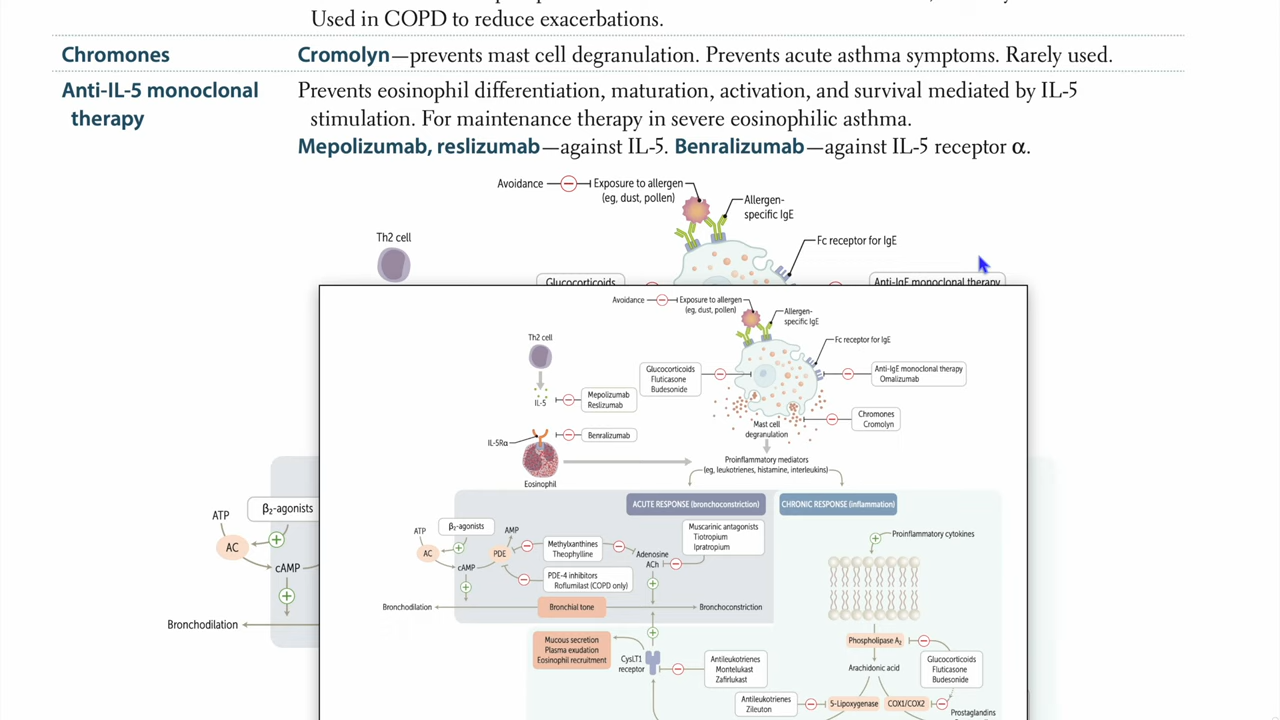 Used in COPD to reduce exacerbations.
Chromones
Cromolyn—prevents mast cell degranulation. Prevents acute asthma symptoms. Rarely used.
Anti-IL-5 monoclonal
therapy
Prevents eosinophil differentiation, maturation, activation, and survival mediated by IL-5
stimulation. For maintenance therapy in severe eosinophilic asthma.
Mepolizumab, reslizumab—against IL-5. Benralizumab—against IL-5 receptor α.
Avoidance
Exposure to allergen
(eg, dust, pollen)
Allergen-
specific IgE
Th2 cell
Fc receptor for IgE
Glucocorticoids
Anti-IgE monoclonal therapy
ATP
β₂-agonists
AC
cAMP
Bronchodilation
Avoidance
Exposure to allergen
(eg, dust, pollen)
Allergen-
specific IgE
Th2 cell
Fc receptor for IgE
Glucocorticoids
Fluticasone
Budesonide
Anti-IgE monoclonal therapy
Omalizumab
IL-5
Mepolizumab
Reslizumab
Chromones
Cromolyn
Mast cell
degranulation
IL-5Rα
Benralizumab
Eosinophil
Proinflammatory mediators
(eg, leukotrienes, histamine, interleukins)
ACUTE RESPONSE (bronchoconstriction)
CHRONIC RESPONSE (inflammation)
ATP
β₂-agonists
AMP
AC
PDE
cAMP
Methylxanthines
Theophylline
Muscarinic antagonists
Tiotropium
Ipratropium
Adenosine
ACh
PDE-4 inhibitors
Roflumilast (COPD only)
Bronchodilation
Bronchial tone
Bronchoconstriction
Proinflammatory cytokines
Mucous secretion
Plasma exudation
Eosinophil recruitment
CysLT1
receptor
Antileukotrienes
Montelukast
Zafirlukast
Phospholipase A₂
Arachidonic acid
Glucocorticoids
Fluticasone
Budesonide
Antileukotrienes
Zileuton
5-Lipoxygenase
COX1/COX2
Prostaglandins